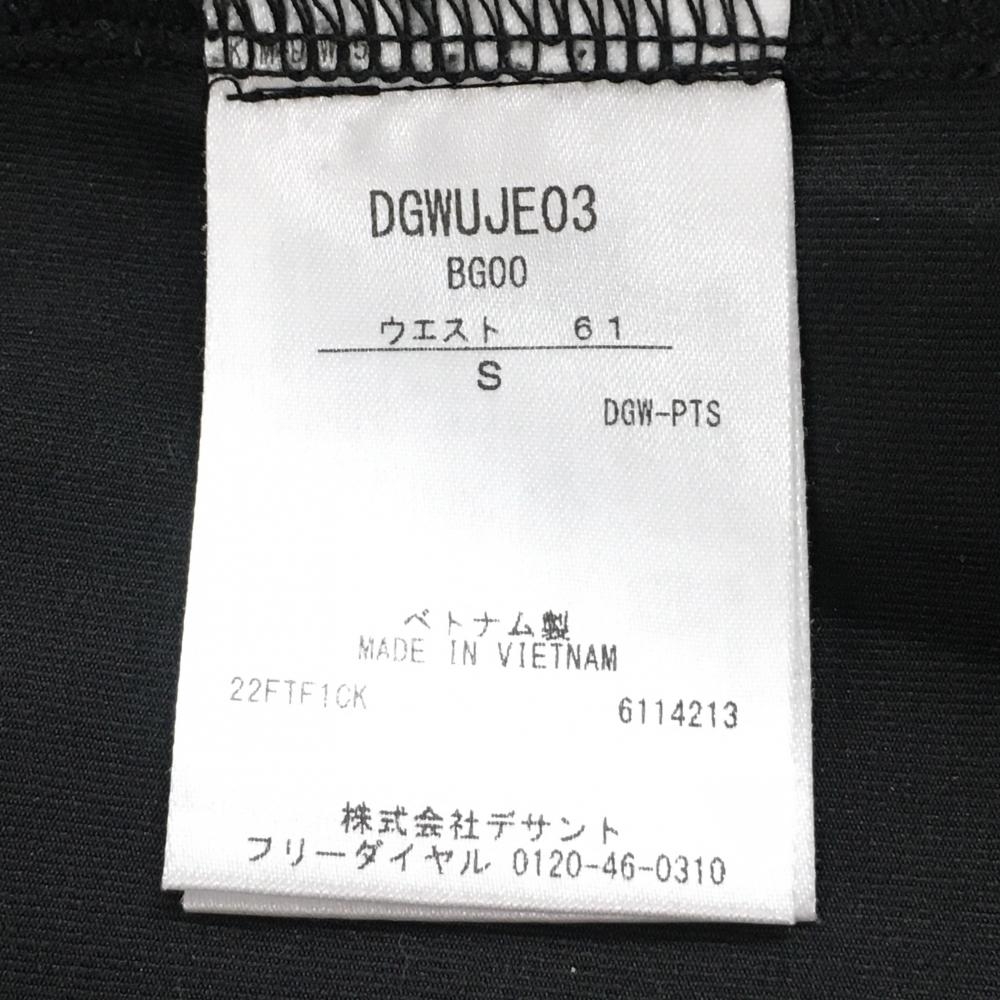 DGWUJE03
BG00
ウエスト 61
S
DGW-PTS
ベトナム製
MADE IN VIETNAM
22FTF1CK
6114213
株式会社デサント
フリーダイヤル 0120-46-0310